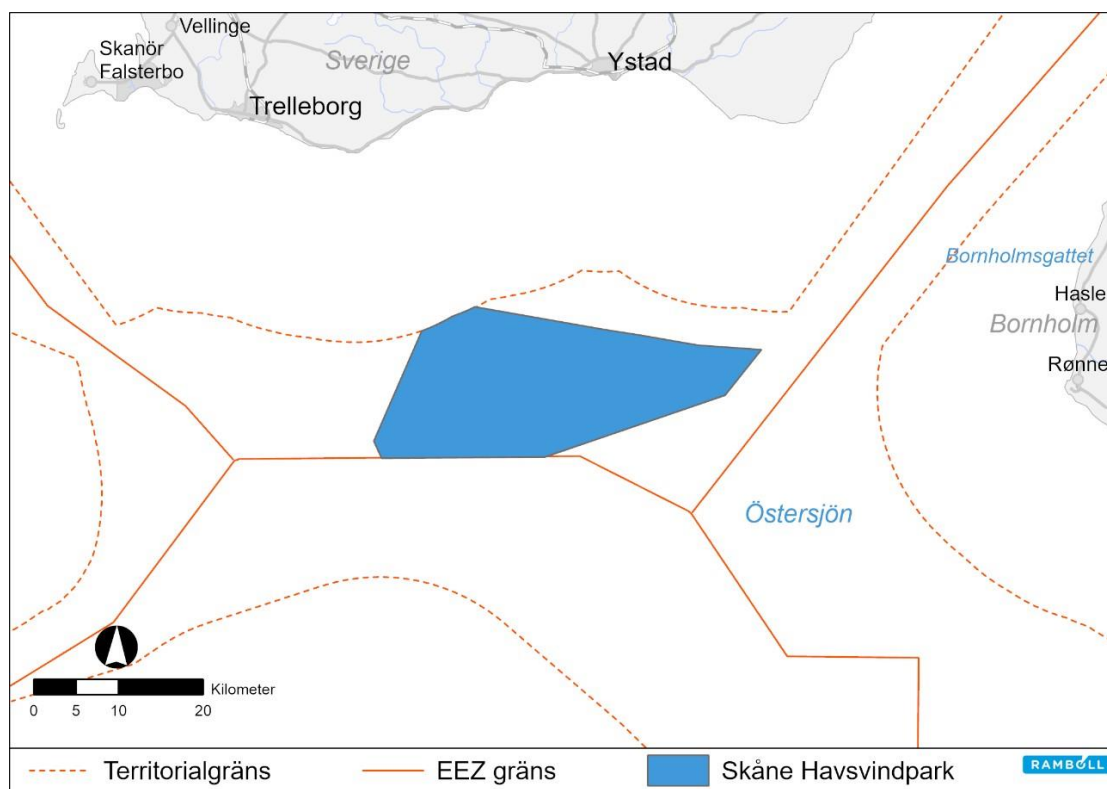 Vellinge
Skanör
Falsterbo
Sverige
Ystad
Trelleborg
Bornholmsgattet
Hasle
Bornholm
Rønne
Östersjön
Kilometer
0 5 10 20
Territorialgräns
EEZ gräns
Skåne Havsvindpark
RAMBOLL